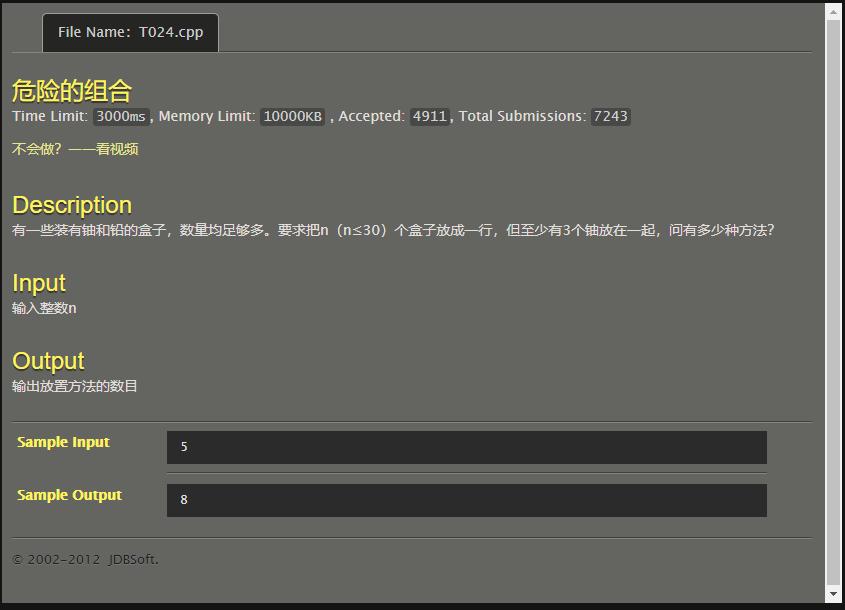 File Name: T024.cpp
危险的组合
Time Limit: 3000ms, Memory Limit: 10000KB , Accepted: 4911, Total Submissions: 7243
不会做？——看视频
Description
有一些装有铀和铅的盒子，数量均足够多。要求把n（n≤30）个盒子放成一行，但至少有3个铀放在一起，问有多少种方法？
Input
输入整数n
Output
输出放置方法的数目
Sample Input
5
Sample Output
8
© 2002-2012 JDBSoft.